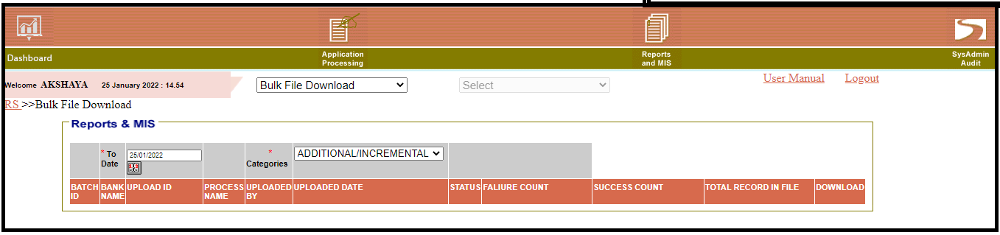 Dashboard
Application
Processing
Reports
and MIS
SysAdmin
Audit
Welcome AKSHAYA 25 January 2022 : 14.54
Bulk File Download
Select
User Manual
Logout
RS >>Bulk File Download
Reports & MIS
* To
Date
25/01/2022
*
Categories
ADDITIONAL/INCREMENTAL
BATCH
ID
BANK
NAME
UPLOAD ID
PROCESS
NAME
UPLOADED
BY
UPLOADED DATE
STATUS
FALIURE COUNT
SUCCESS COUNT
TOTAL RECORD IN FILE
DOWNLOAD